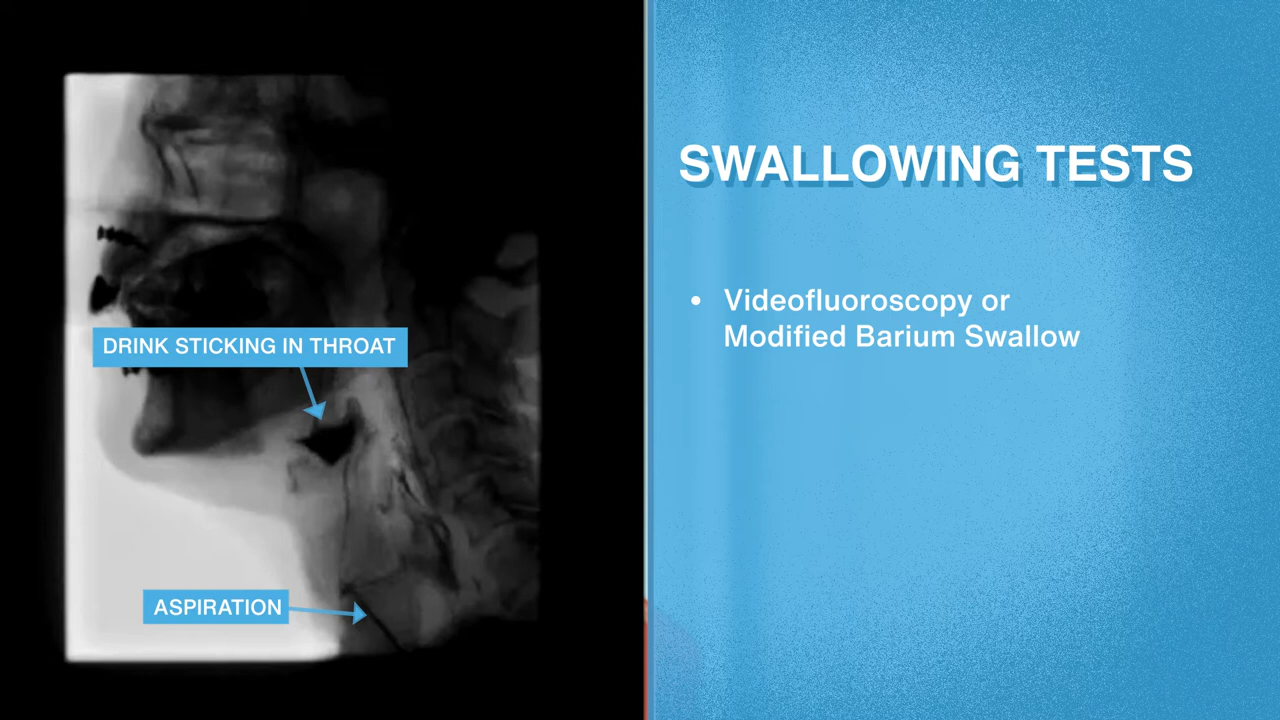 DRINK STICKING IN THROAT
ASPIRATION
SWALLOWING TESTS
• Videofluoroscopy or
Modified Barium Swallow